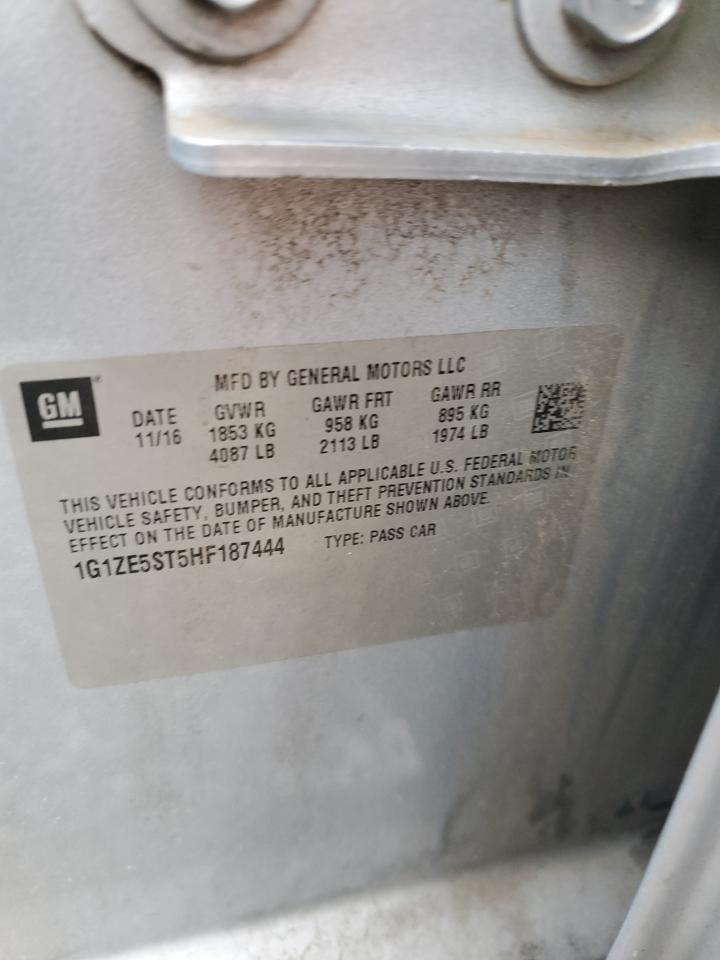 GM
MFD BY GENERAL MOTORS LLC
DATE GVWR GAWR FRT GAWR RR
11/16 1853 KG 958 KG 895 KG
4087 LB 2113 LB 1974 LB
THIS VEHICLE CONFORMS TO ALL APPLICABLE U.S. FEDERAL MOTOR
VEHICLE SAFETY, BUMPER, AND THEFT PREVENTION STANDARDS IN
EFFECT ON THE DATE OF MANUFACTURE SHOWN ABOVE.
1G1ZE5ST5HF187444 TYPE: PASS CAR